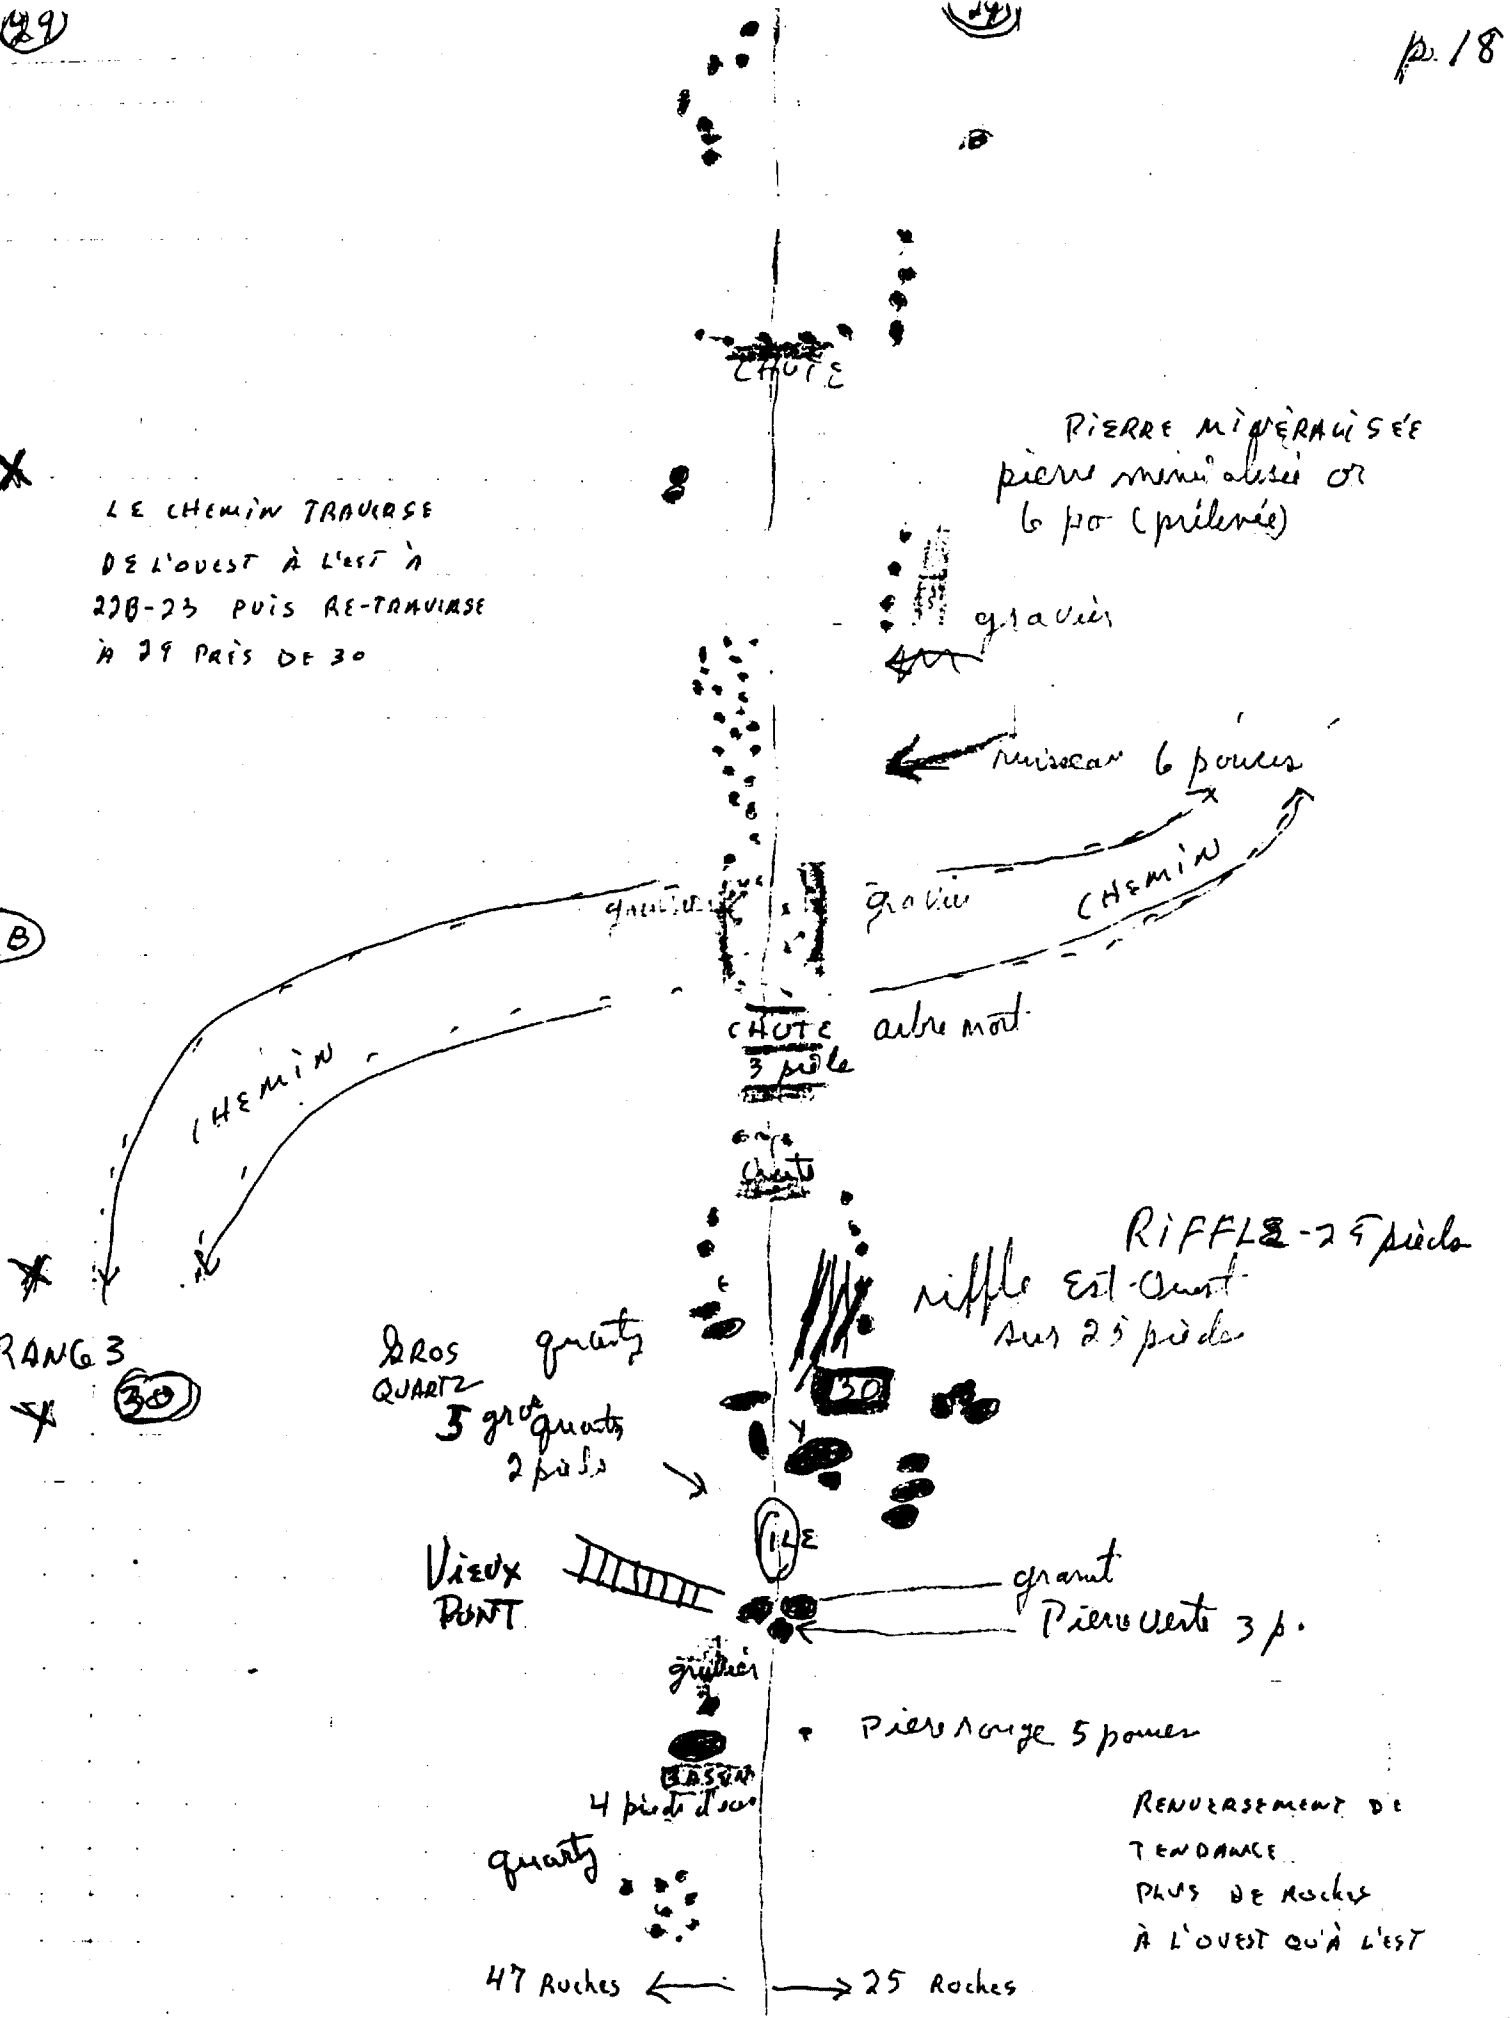 29
29
p. 18
CHUTE
PIERRE MINÉRALISÉE
pierre minéralisée or
6 po (prélevée)
LE CHEMIN TRAVERSE
DE L'OUEST À L'EST À
22B-23 PUIS RE-TRAVERSE
À 29 PRÈS DE 30
gravier
ruisseau 6 pouces
CHEMIN
gravier
gravier
B
CHUTE arbre mort
CHEMIN
3 pieds
chute
RIFFLE - 25 pieds
riffle Est-Ouest
sur 25 pieds
RANG 3
30
GROS
QUARTZ
quartz
5 gros quartz
2 pieds
30
ILE
VIEUX
PONT
granit
Pierre verte 3 p.
gravier
Pierre rouge 5 pouces
BASSIN
4 pieds d'eau
RENVERSEMENT DE
TENDANCE
PLUS DE ROCHES
À L'OUEST QU'À L'EST
quartz
47 Roches
25 Roches